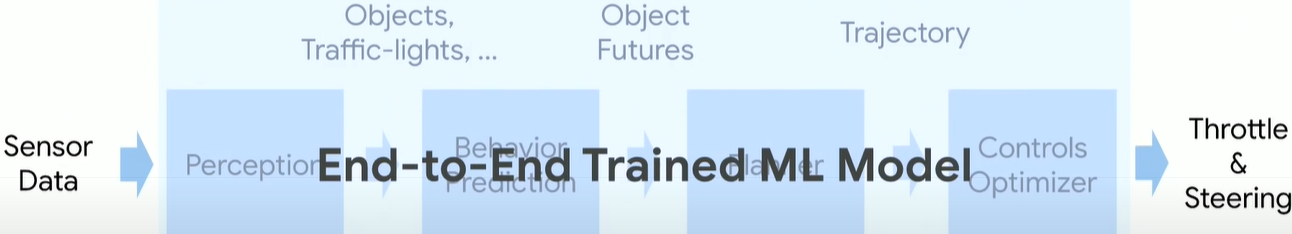 Objects,
Traffic-lights, ...
Object
Futures
Trajectory
Sensor
Data
Perception
Behavior
Prediction
Planner
Controls
Optimizer
End-to-End Trained ML Model
Throttle
&
Steering